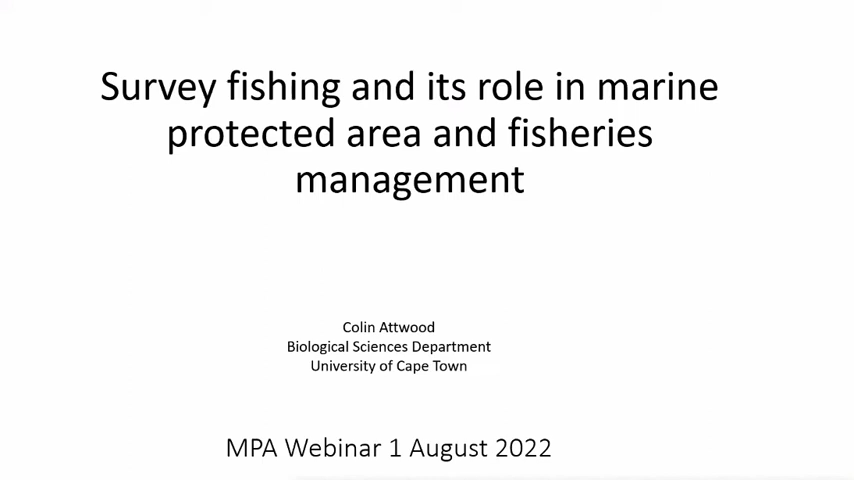 Survey fishing and its role in marine
protected area and fisheries
management
Colin Attwood
Biological Sciences Department
University of Cape Town
MPA Webinar 1 August 2022